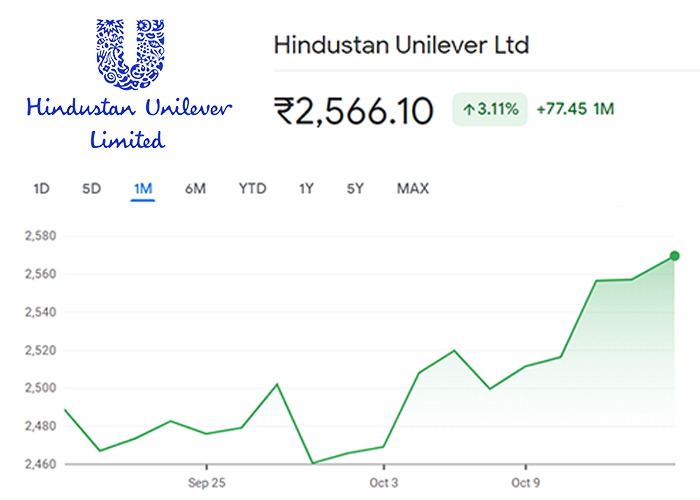 Hindustan Unilever
Limited
Hindustan Unilever Ltd
₹2,566.10 ↑3.11% +77.45 1M
1D 5D 1M 6M YTD 1Y 5Y MAX
2,580
2,560
2,540
2,520
2,500
2,480
2,460
Sep 25 Oct 3 Oct 9